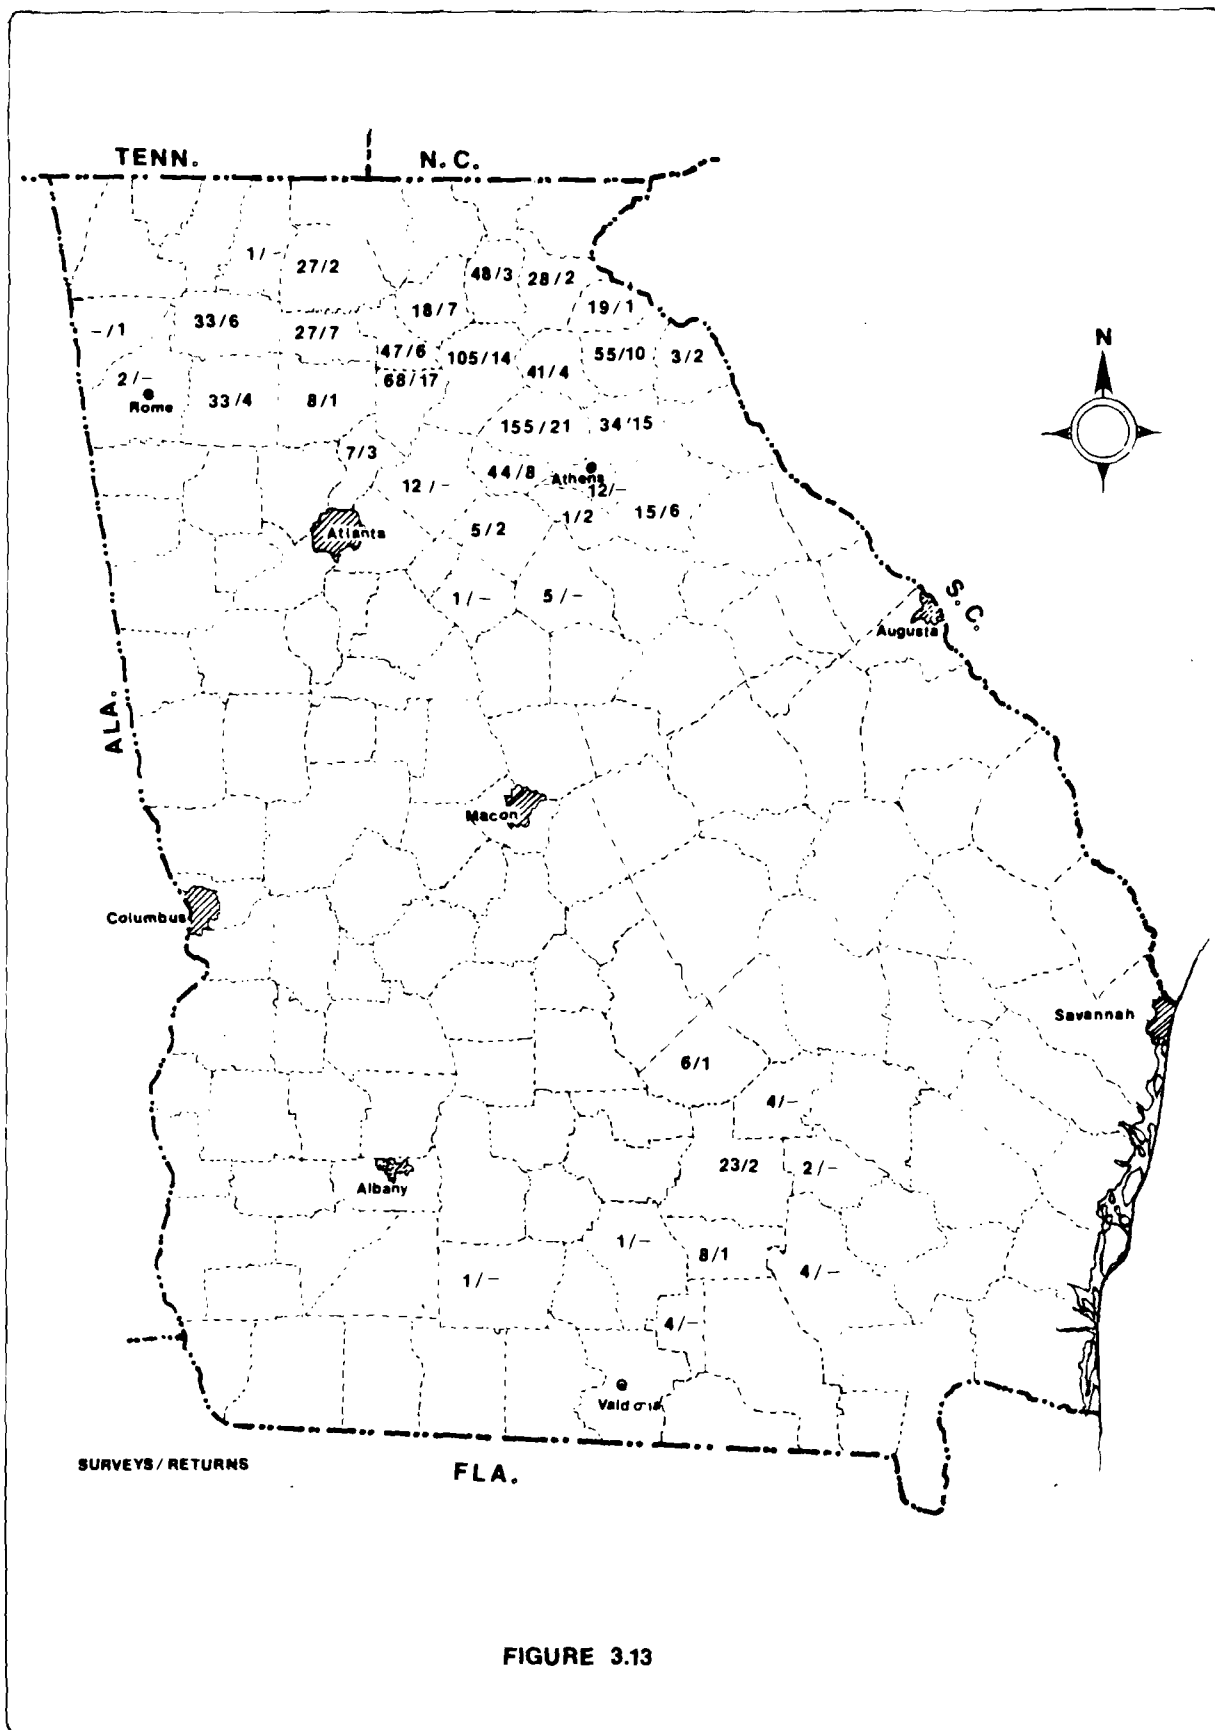 TENN.
N.C.
1/-
27/2
48/3
28/2
18/7
19/1
-/1
33/6
27/7
47/6
105/14
41/4
55/10
3/2
2/-
Rome
33/4
8/1
68/17
155/21
34/15
7/3
12/-
44/8
Athens
12/-
Atlanta
5/2
1/2
15/6
1/-
5/-
S.C.
Augusta
ALA.
N
Macon
Columbus
Savannah
6/1
4/-
23/2
2/-
Albany
1/-
8/1
4/-
1/-
4/-
SURVEYS/RETURNS
FLA.
FIGURE 3.13